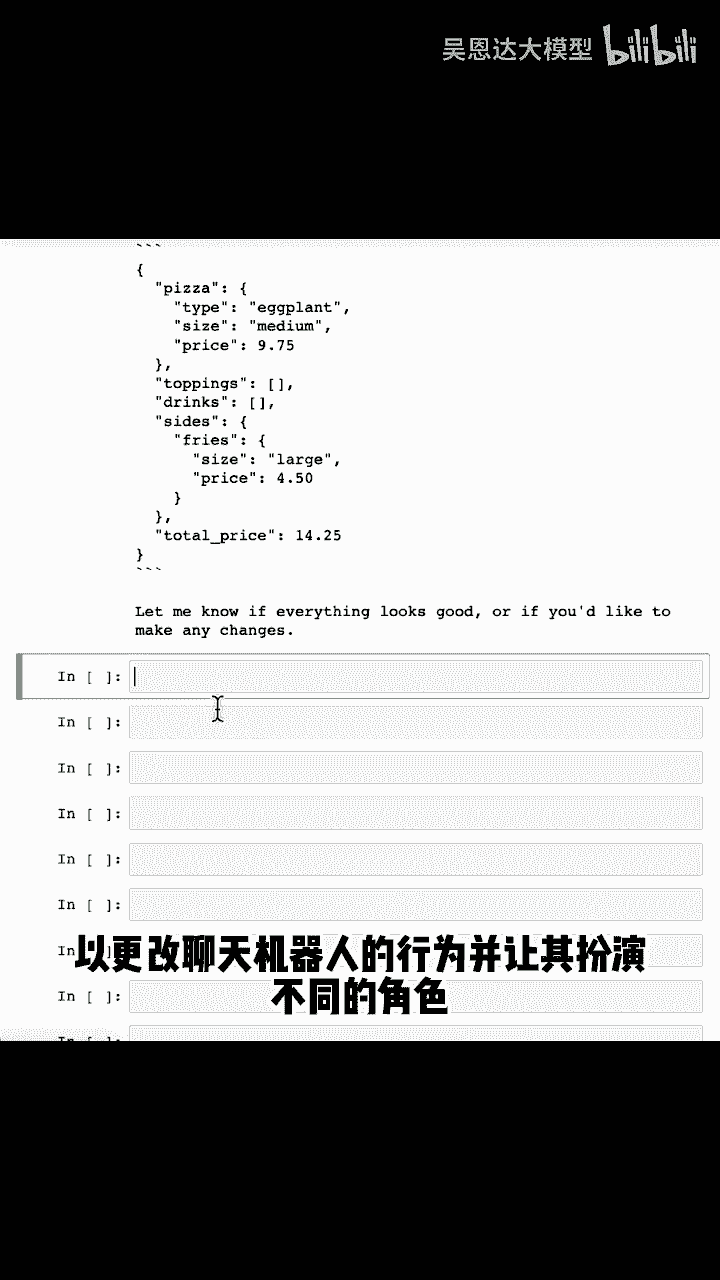 吴恩达大模型 bilibili
```
{
  "pizza": {
    "type": "eggplant",
    "size": "medium",
    "price": 9.75
  },
  "toppings": [],
  "drinks": [],
  "sides": {
    "fries": {
      "size": "large",
      "price": 4.50
    }
  },
  "total_price": 14.25
}
```
Let me know if everything looks good, or if you'd like to
make any changes.
In [ ]:
In [ ]:
In [ ]:
In [ ]:
In [ ]:
In [ ]:
In [ ]:
以更改聊天机器人的行为并让其扮演
In [ ]:
不同的角色
In [ ]: